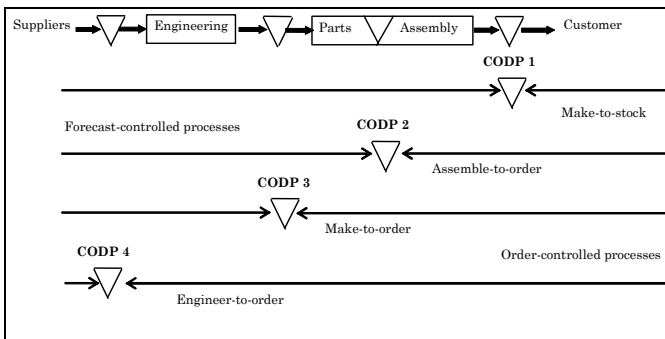 Suppliers Engineering Parts Assembly Customer
CODP 1
Make-to-stock
Forecast-controlled processes
CODP 2
Assemble-to-order
CODP 3
Make-to-order
Order-controlled processes
CODP 4
Engineer-to-order